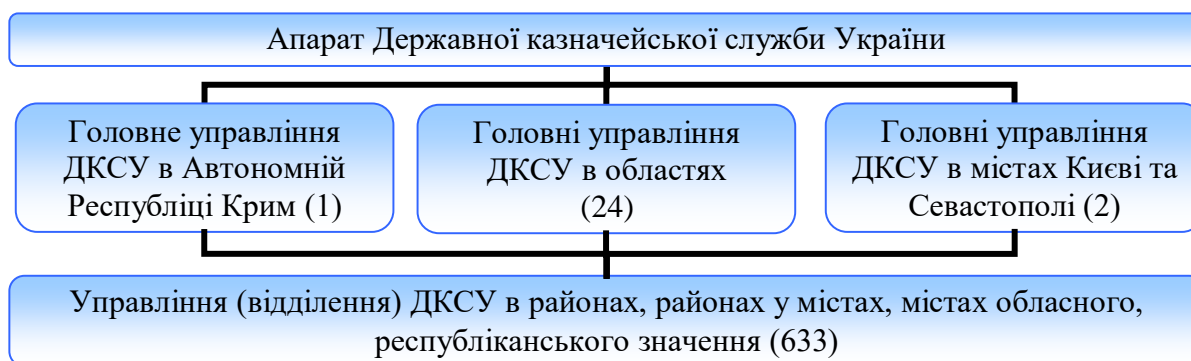 Апарат Державної казначейської служби України
Головне управління
ДКСУ в Автономній
Республіці Крим (1)
Головні управління
ДКСУ в областях
(24)
Головні управління
ДКСУ в містах Києві та
Севастополі (2)
Управління (відділення) ДКСУ в районах, районах у містах, містах обласного,
республіканського значення (633)